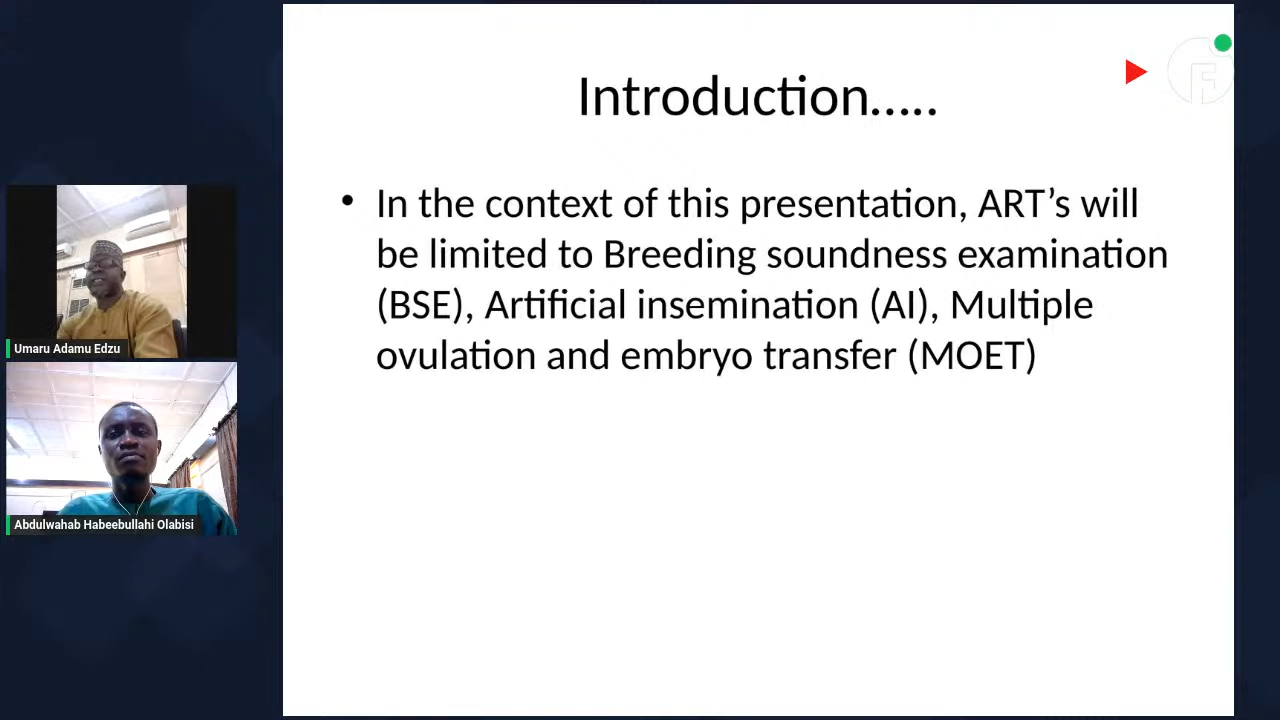 Introduction.....
• In the context of this presentation, ART’s will
be limited to Breeding soundness examination
(BSE), Artificial insemination (AI), Multiple
ovulation and embryo transfer (MOET)
Umaru Adamu Edzu
Abdulwahab Habeebullahi Olabisi